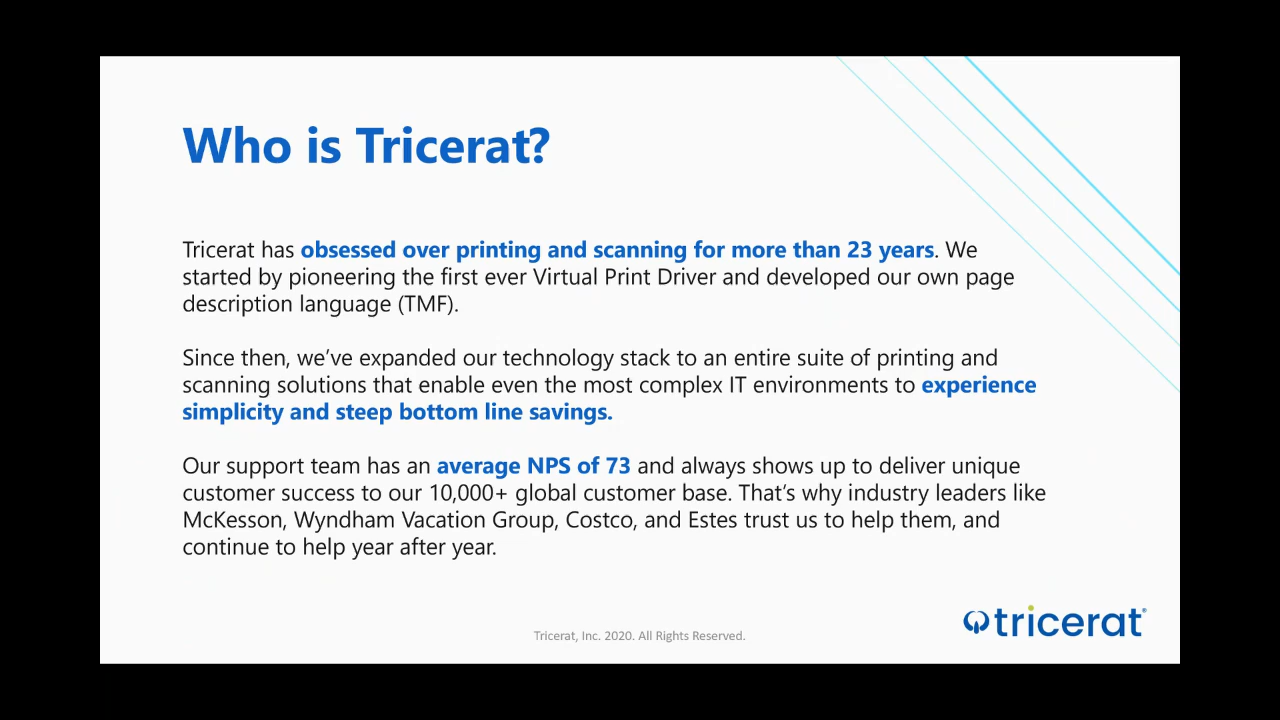 Who is Tricerat?
Tricerat has obsessed over printing and scanning for more than 23 years. We
started by pioneering the first ever Virtual Print Driver and developed our own page
description language (TMF).
Since then, we’ve expanded our technology stack to an entire suite of printing and
scanning solutions that enable even the most complex IT environments to experience
simplicity and steep bottom line savings.
Our support team has an average NPS of 73 and always shows up to deliver unique
customer success to our 10,000+ global customer base. That’s why industry leaders like
McKesson, Wyndham Vacation Group, Costco, and Estes trust us to help them, and
continue to help year after year.
tricerat®
Tricerat, Inc. 2020. All Rights Reserved.